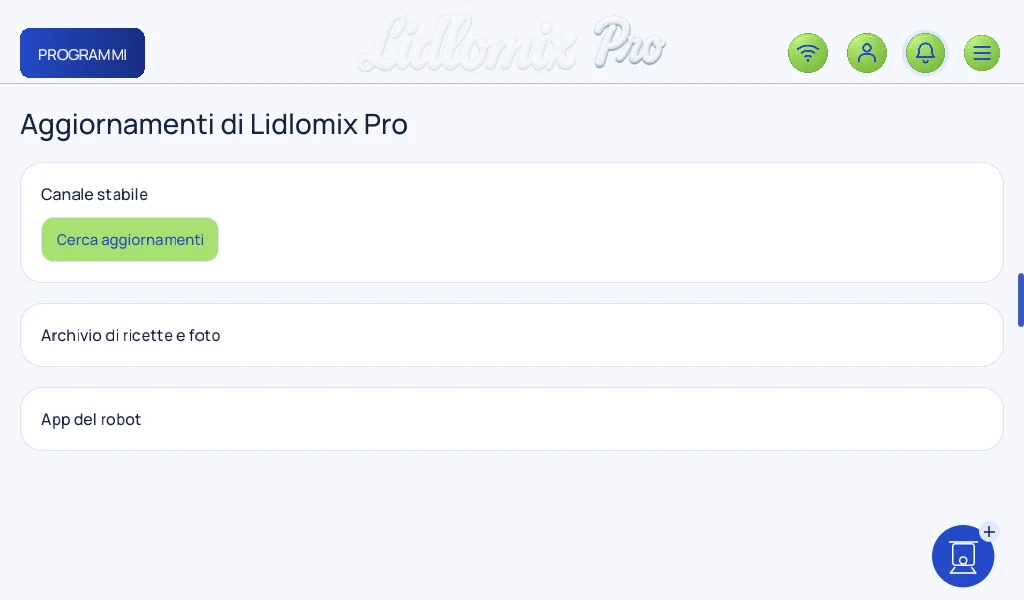 PROGRAMMI
Lidlomix Pro
Aggiornamenti di Lidlomix Pro
Canale stabile
Cerca aggiornamenti
Archivio di ricette e foto
App del robot